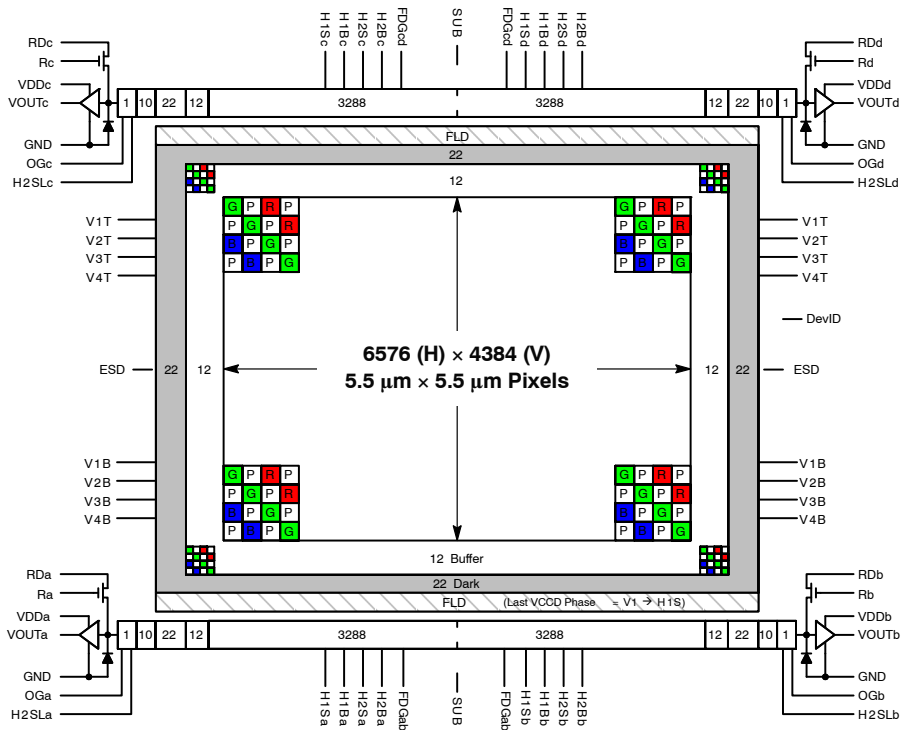 H1Sc H1Bc H2Sc H2Bc FDGcd SUB FDGcd H1Sd H1Bd H2Sd H2Bd
RDc RDd
Rc Rd
VDDc VDDd
VOUTc 1 10 22 12 3288 3288 12 22 10 1 VOUTd
GND FLD GND
OGc 22 OGd
H2SLc 12 H2SLd
G P R P G P R P
V1T P G P R P G P R V1T
V2T B P G P B P G P V2T
V3T P B P G P B P G V3T
V4T V4T
DevID
6576 (H) × 4384 (V)
ESD 22 12 12 22 ESD
5.5 μm × 5.5 μm Pixels
V1B G P R P G P R P V1B
V2B P G P R P G P R V2B
V3B B P G P B P G P V3B
V4B P B P G P B P G V4B
12 Buffer
RDa 22 Dark RDb
Ra FLD (Last VCCD Phase = V1 → H1S) Rb
VDDa VDDb
VOUTa 1 10 22 12 3288 3288 12 22 10 1 VOUTb
GND GND
OGa OGb
H2SLa H2SLb
H1Sa H1Ba H2Sa H2Ba FDGab SUB FDGab H1Sb H1Bb H2Sb H2Bb